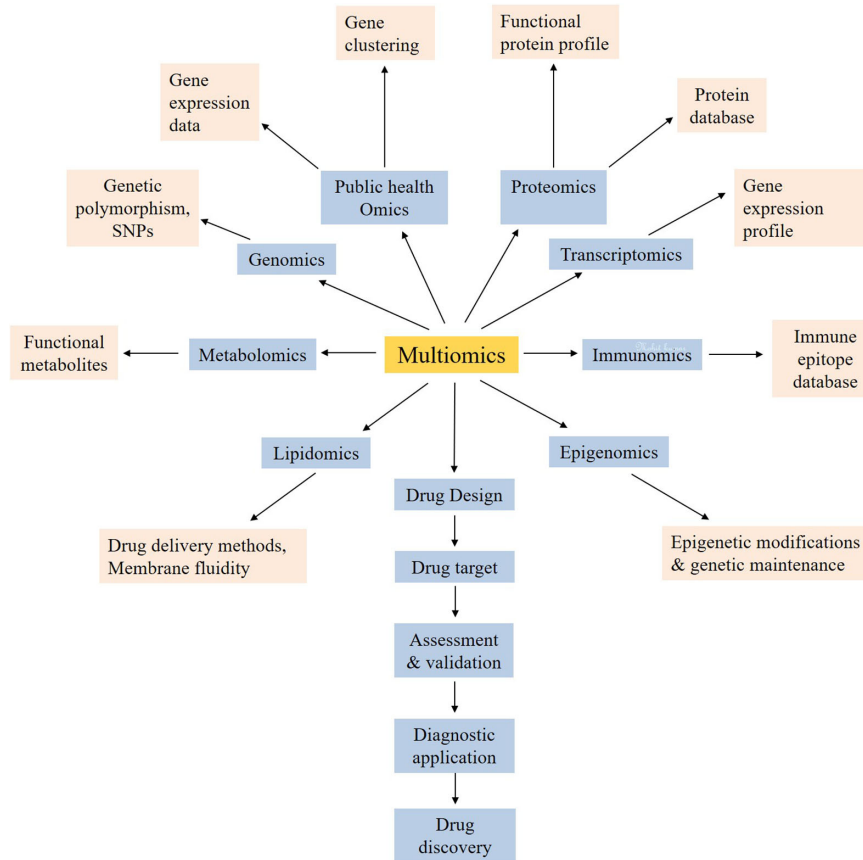 Gene
clustering
Functional
protein profile
Gene
expression
data
Protein
database
Public health
Omics
Proteomics
Genetic
polymorphism,
SNPs
Gene
expression
profile
Genomics
Transcriptomics
Functional
metabolites
Metabolomics
Multiomics
Immunomics
Immune
epitope
database
Lipidomics
Epigenomics
Drug Design
Drug delivery methods,
Membrane fluidity
Epigenetic modifications
& genetic maintenance
Drug target
Assessment
& validation
Diagnostic
application
Drug
discovery